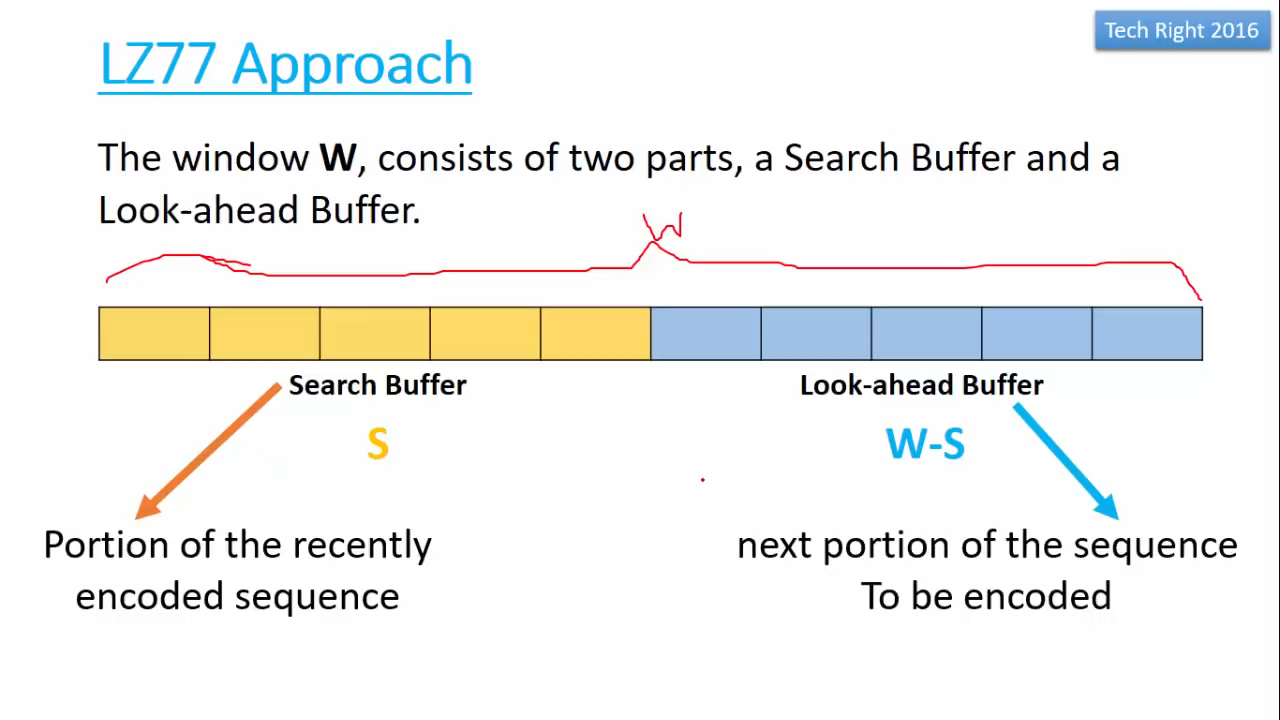 Tech Right 2016
LZ77 Approach
The window W, consists of two parts, a Search Buffer and a
Look-ahead Buffer.
W
Search Buffer
Look-ahead Buffer
S
W-S
Portion of the recently
encoded sequence
next portion of the sequence
To be encoded